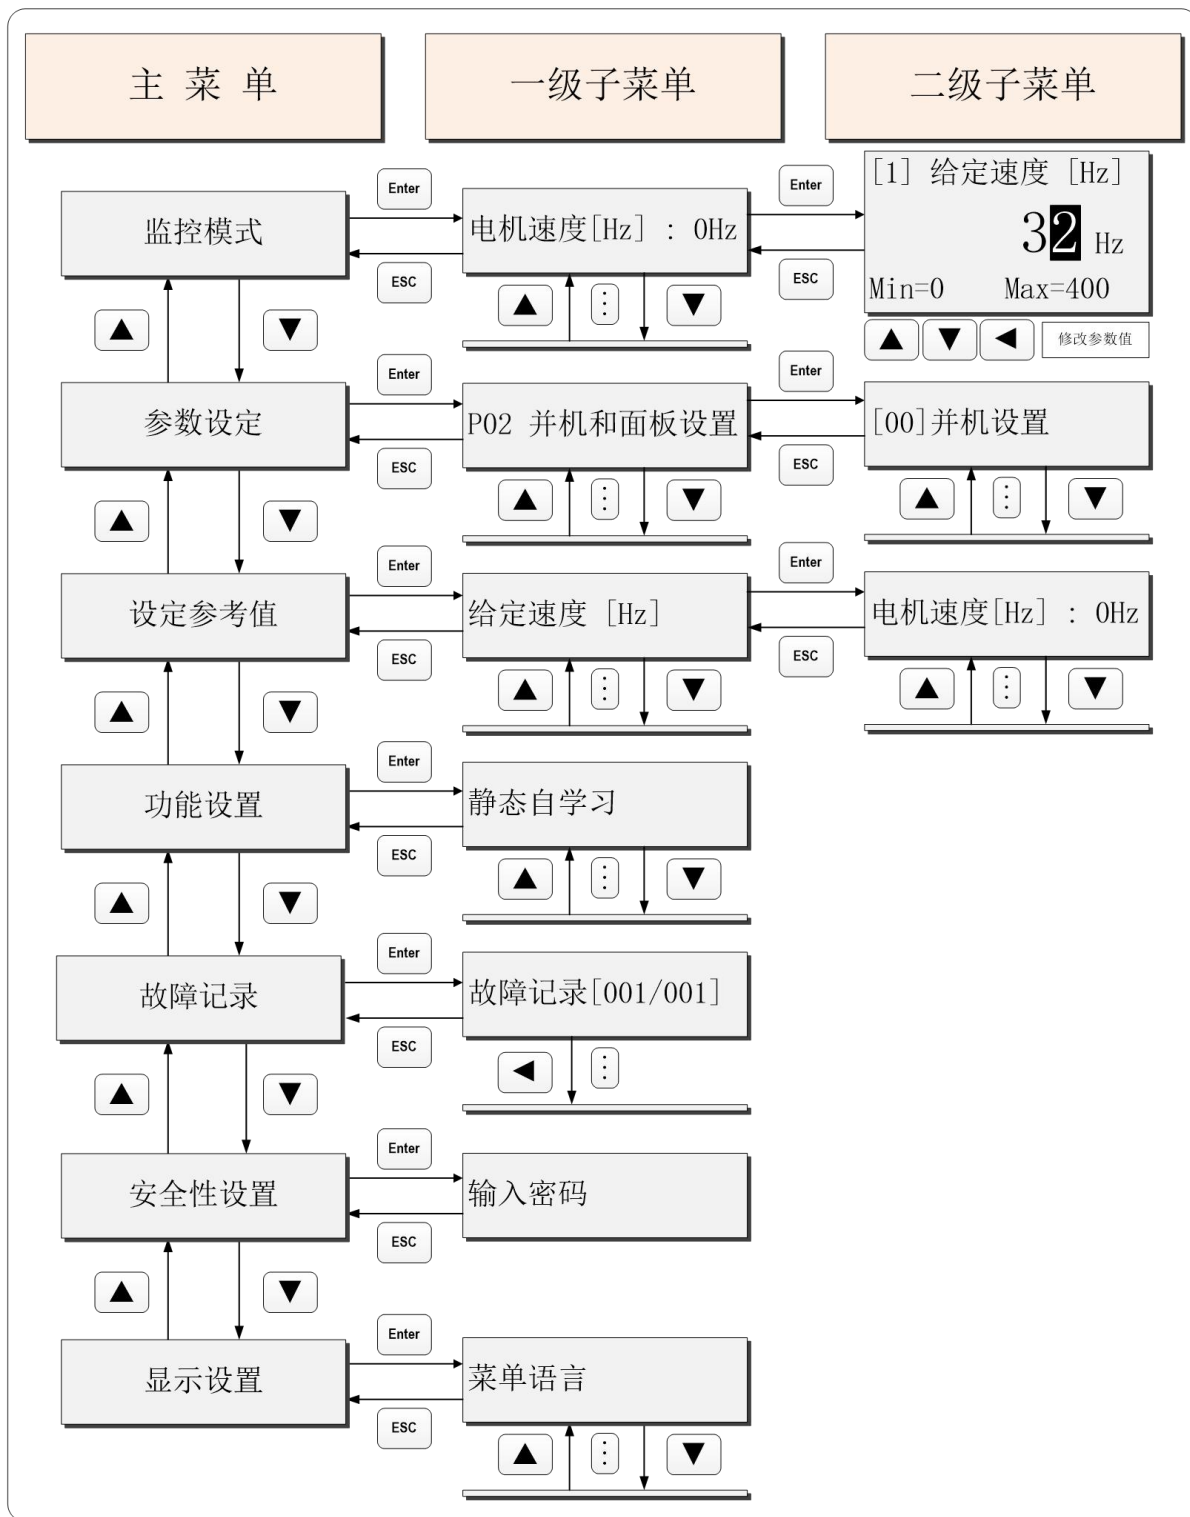 主 菜 单
一级子菜单
二级子菜单
监控模式
Enter
ESC
电机速度[Hz] : 0Hz
Enter
ESC
[1] 给定速度 [Hz]
32 Hz
Min=0 Max=400
▲ ▼ ▲ ⋮ ▼ ▲ ▼ ◀ 修改参数值
参数设定
Enter
ESC
P02 并机和面板设置
Enter
ESC
[00]并机设置
▲ ▼ ▲ ⋮ ▼ ▲ ⋮ ▼
设定参考值
Enter
ESC
给定速度 [Hz]
Enter
ESC
电机速度[Hz] : 0Hz
▲ ▼ ▲ ⋮ ▼ ▲ ⋮ ▼
功能设置
Enter
ESC
静态自学习
▲ ▼ ▲ ⋮ ▼
故障记录
Enter
ESC
故障记录[001/001]
▲ ▼ ◀ ⋮
安全性设置
Enter
ESC
输入密码
▲ ▼
显示设置
Enter
ESC
菜单语言
▲ ⋮ ▼